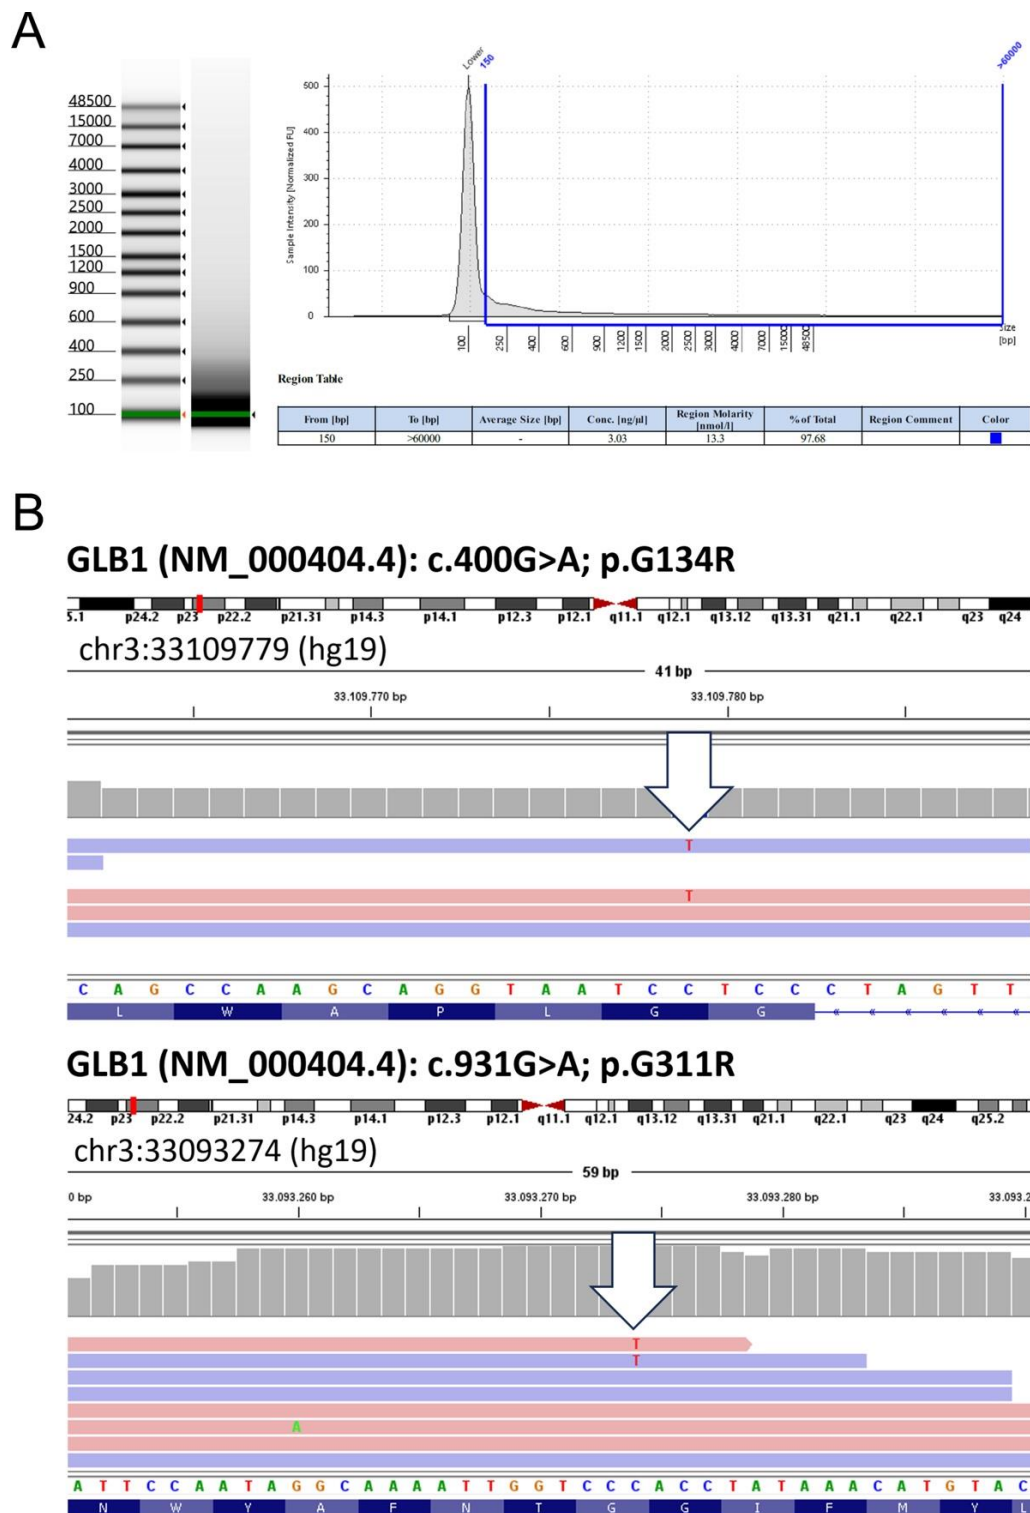 A
48500
15000
7000
4000
3000
2500
2000
1500
1200
900
600
400
250
100
Lower
150
>60000
Sample Intensity [Normalized FU]
500
400
300
200
100
0
100 250 400 600 900 1200 1500 2000 2500 3000 4000 7000 15000 48500
Size
[bp]
Region Table
From [bp] To [bp] Average Size [bp] Conc. [ng/µl] Region Molarity [nmol/l] % of Total Region Comment Color
150 >60000 - 3.03 13.3 97.68
B
GLB1 (NM_000404.4): c.400G>A; p.G134R
5.1 p24.2 p23 p22.2 p21.31 p14.3 p14.1 p12.3 p12.1 q11.1 q12.1 q13.12 q13.31 q21.1 q22.1 q23 q24
chr3:33109779 (hg19)
41 bp
33.109.770 bp 33.109.780 bp
T
T
C A G C C A A G C A G G T A A T C C T C C C T A G T T
L W A P L G G
GLB1 (NM_000404.4): c.931G>A; p.G311R
24.2 p23 p22.2 p21.31 p14.3 p14.1 p12.3 p12.1 q11.1 q12.1 q13.12 q13.31 q21.1 q22.1 q23 q24 q25.2
chr3:33093274 (hg19)
59 bp
0 bp 33.093.260 bp 33.093.270 bp 33.093.280 bp 33.093.2
T
T
A
A T T C C A A T A G G C A A A A T T G G T C C C A C C T A T A A A C A T G T A C
N W Y A F N T G G I F M Y L